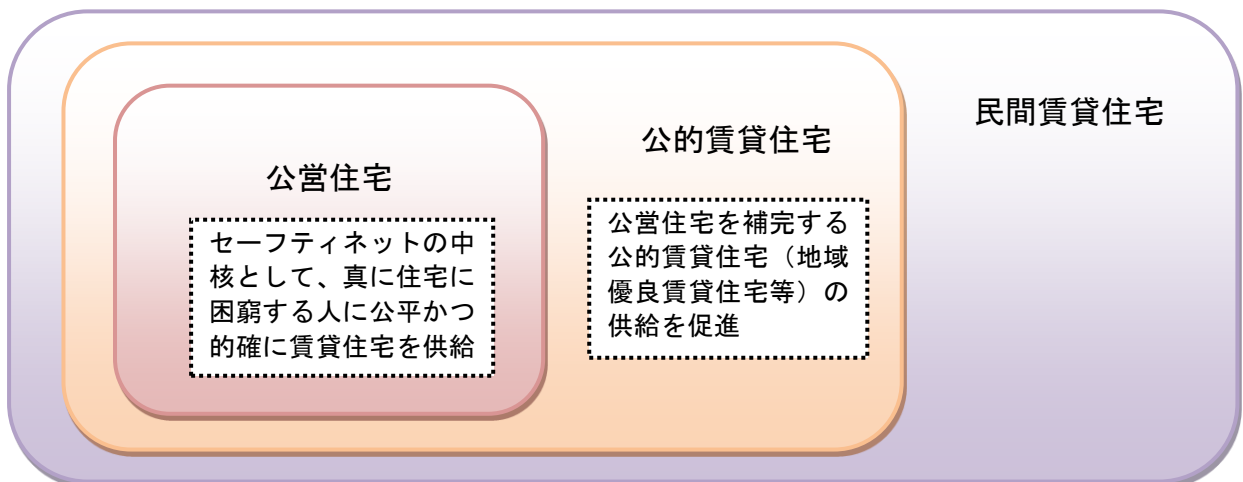 民間賃貸住宅
公的賃貸住宅
公営住宅
セーフティネットの中
核として、真に住宅に
困窮する人に公平かつ
的確に賃貸住宅を供給
公営住宅を補完する
公的賃貸住宅（地域
優良賃貸住宅等）の
供給を促進